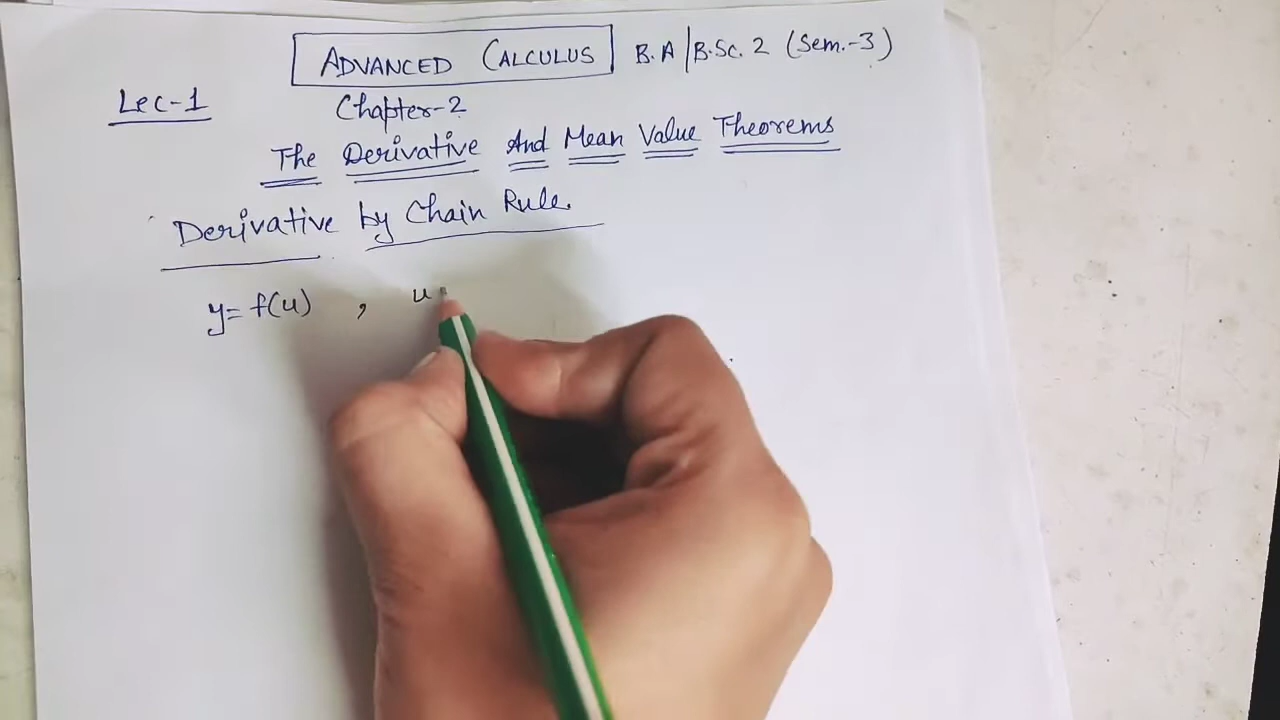 ADVANCED CALCULUS B.A/B.Sc. 2 (Sem.-3)
Lec-1 Chapter-2
The Derivative And Mean Value Theorems
Derivative by Chain Rule.
y= f(u) , u